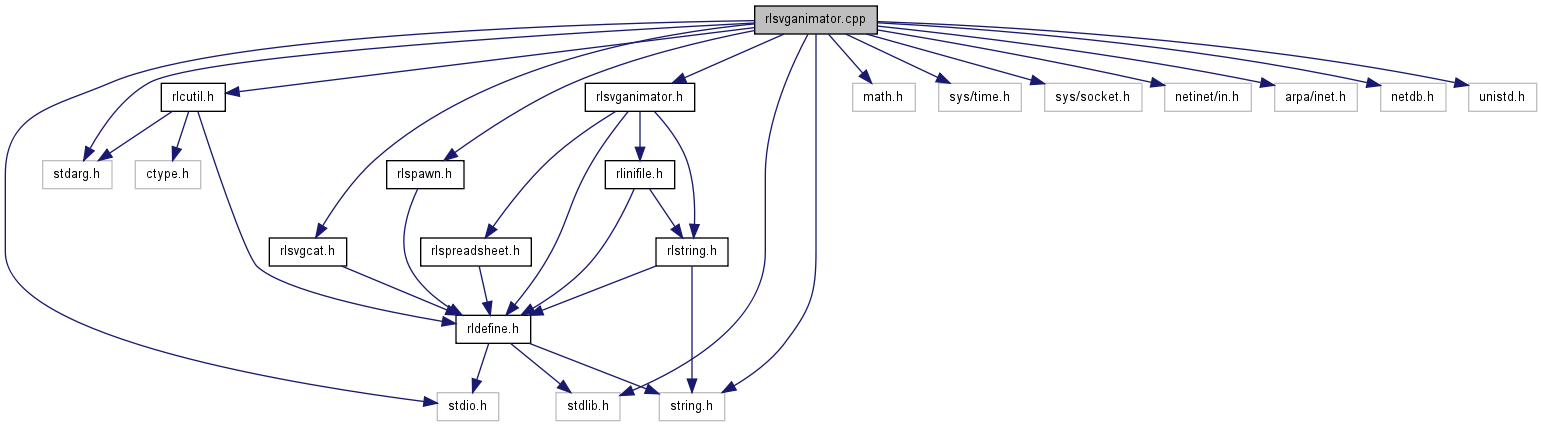 rlsvganimator.cpp
rlcutil.h
rlsvganimator.h
math.h
sys/time.h
sys/socket.h
netinet/in.h
arpa/inet.h
netdb.h
unistd.h
stdarg.h
ctype.h
rlspawn.h
rlinifile.h
rlsvgcat.h
rlspreadsheet.h
rlstring.h
rldefine.h
stdio.h
stdlib.h
string.h